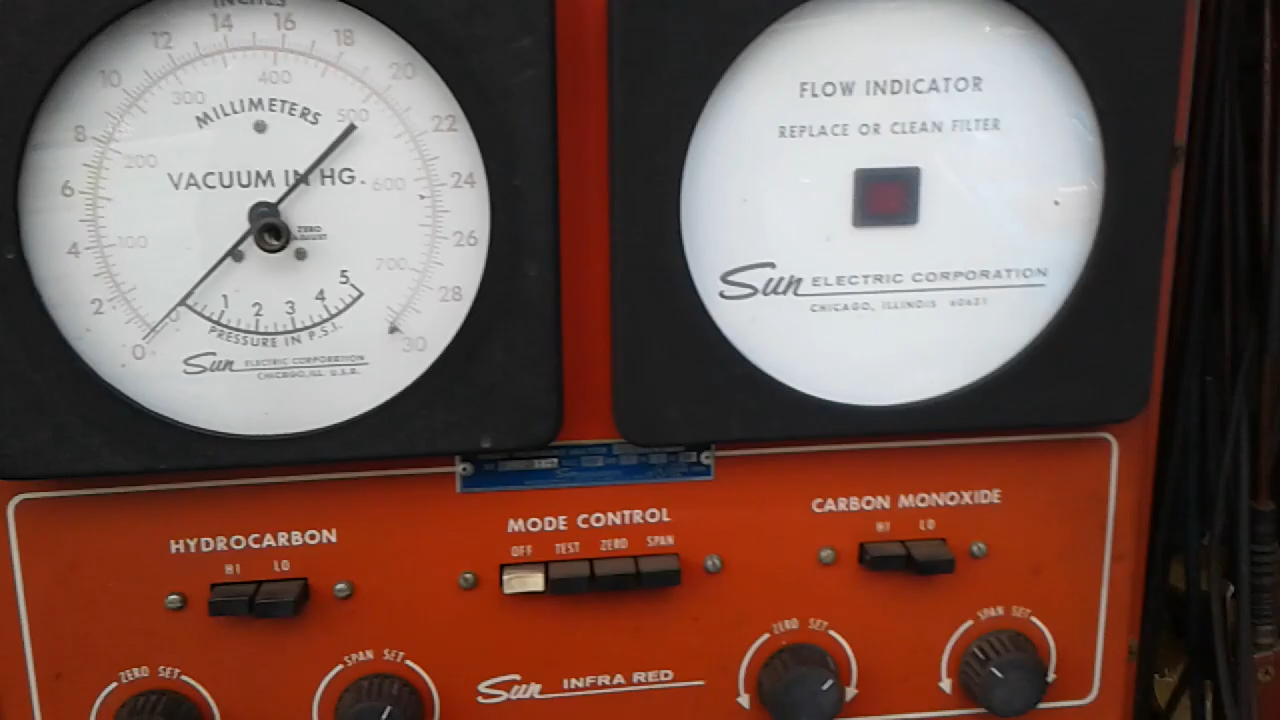 INCHES
14 16
12 18
10 20
400
300 500
MILLIMETERS
8 22
200
VACUUM IN HG.
6 600 24
ZERO
ADJUST
4 100 26
700
2 28
0 1 2 3 4 5
PRESSURE IN P.S.I.
0 30
Sun ELECTRIC CORPORATION
CHICAGO, ILL. U.S.A.
FLOW INDICATOR
REPLACE OR CLEAN FILTER
Sun ELECTRIC CORPORATION
CHICAGO, ILLINOIS 60631
HYDROCARBON
HI LO
MODE CONTROL
OFF TEST ZERO SPAN
CARBON MONOXIDE
HI LO
ZERO SET
SPAN SET
Sun INFRA RED
ZERO SET
SPAN SET